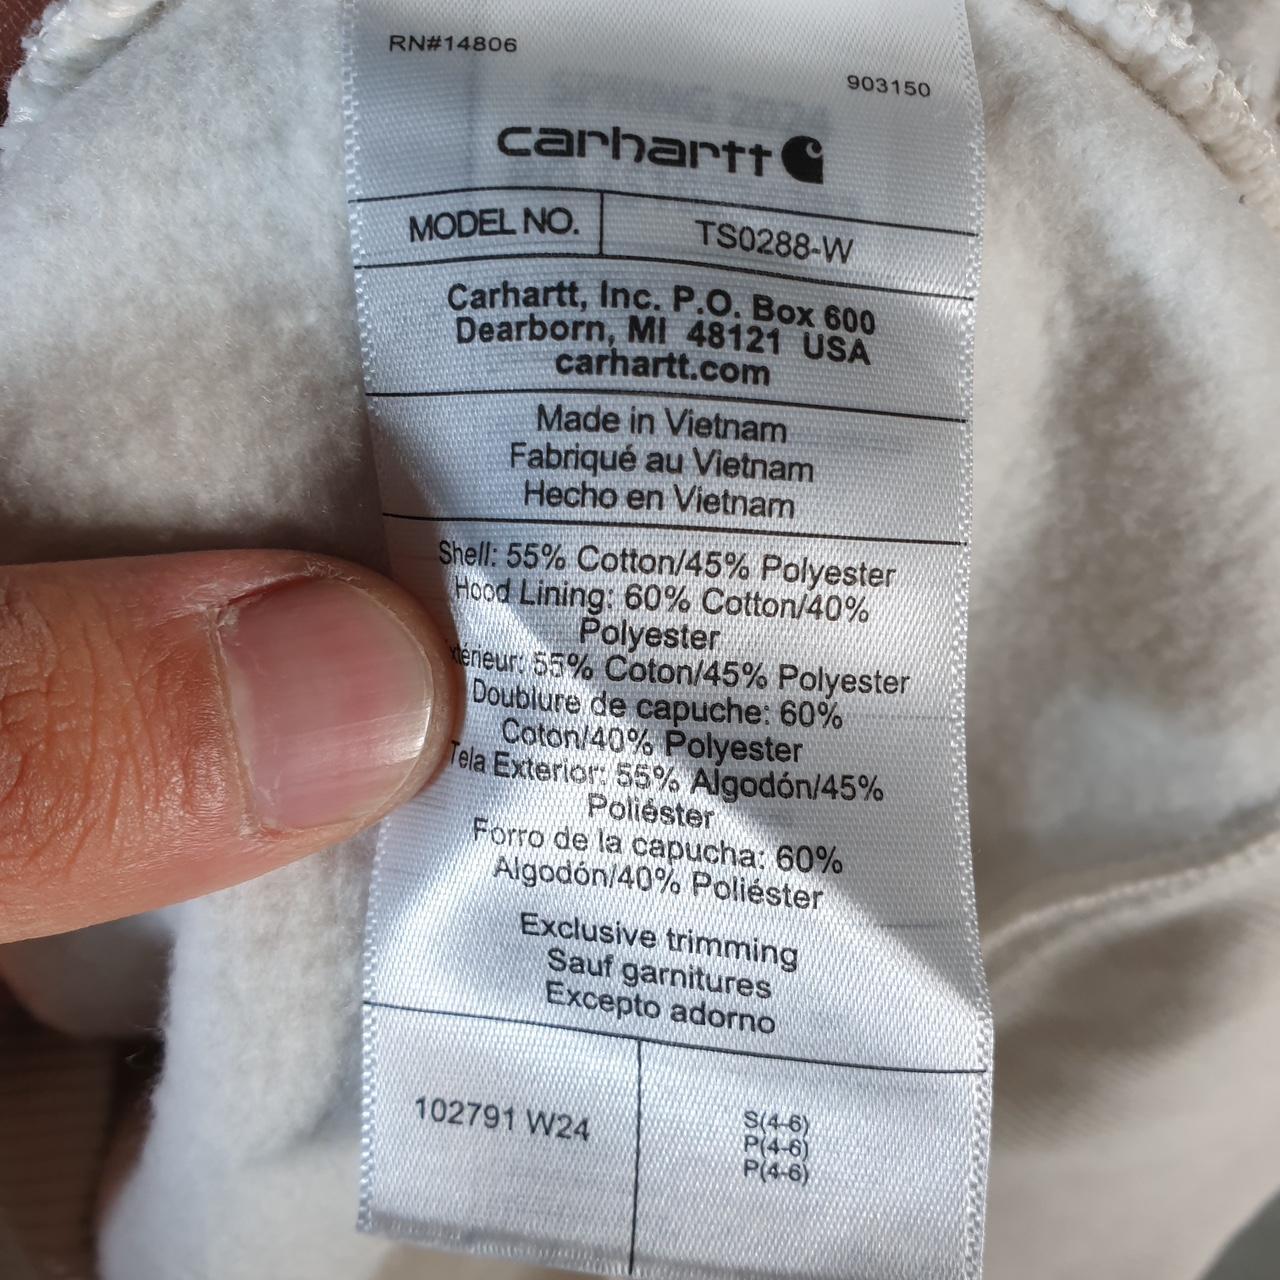 RN#14806
903150
carhartt
MODEL NO. TS0288-W
Carhartt, Inc. P.O. Box 600
Dearborn, MI 48121 USA
carhartt.com
Made in Vietnam
Fabriqué au Vietnam
Hecho en Vietnam
Shell: 55% Cotton/45% Polyester
Hood Lining: 60% Cotton/40%
Polyester
xtérieur: 55% Coton/45% Polyester
Doublure de capuche: 60%
Coton/40% Polyester
Tela Exterior: 55% Algodón/45%
Poliéster
Forro de la capucha: 60%
Algodón/40% Poliéster
Exclusive trimming
Sauf garnitures
Excepto adorno
102791 W24
S(4-6)
P(4-6)
P(4-6)